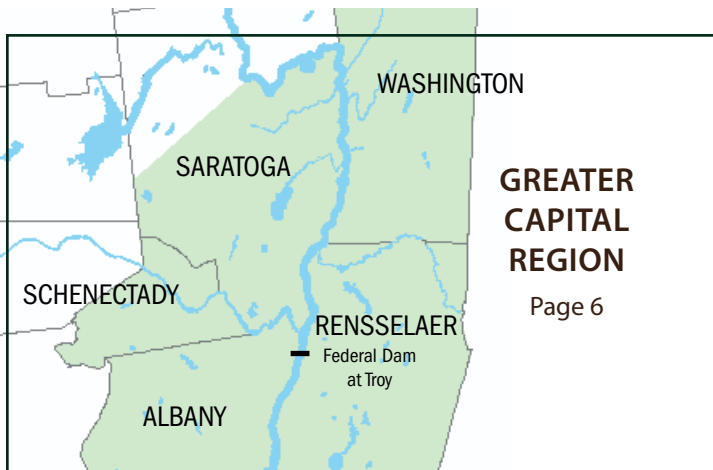 WASHINGTON
SARATOGA
GREATER
CAPITAL
REGION
Page 6
SCHENECTADY
RENSSELAER
Federal Dam
at Troy
ALBANY